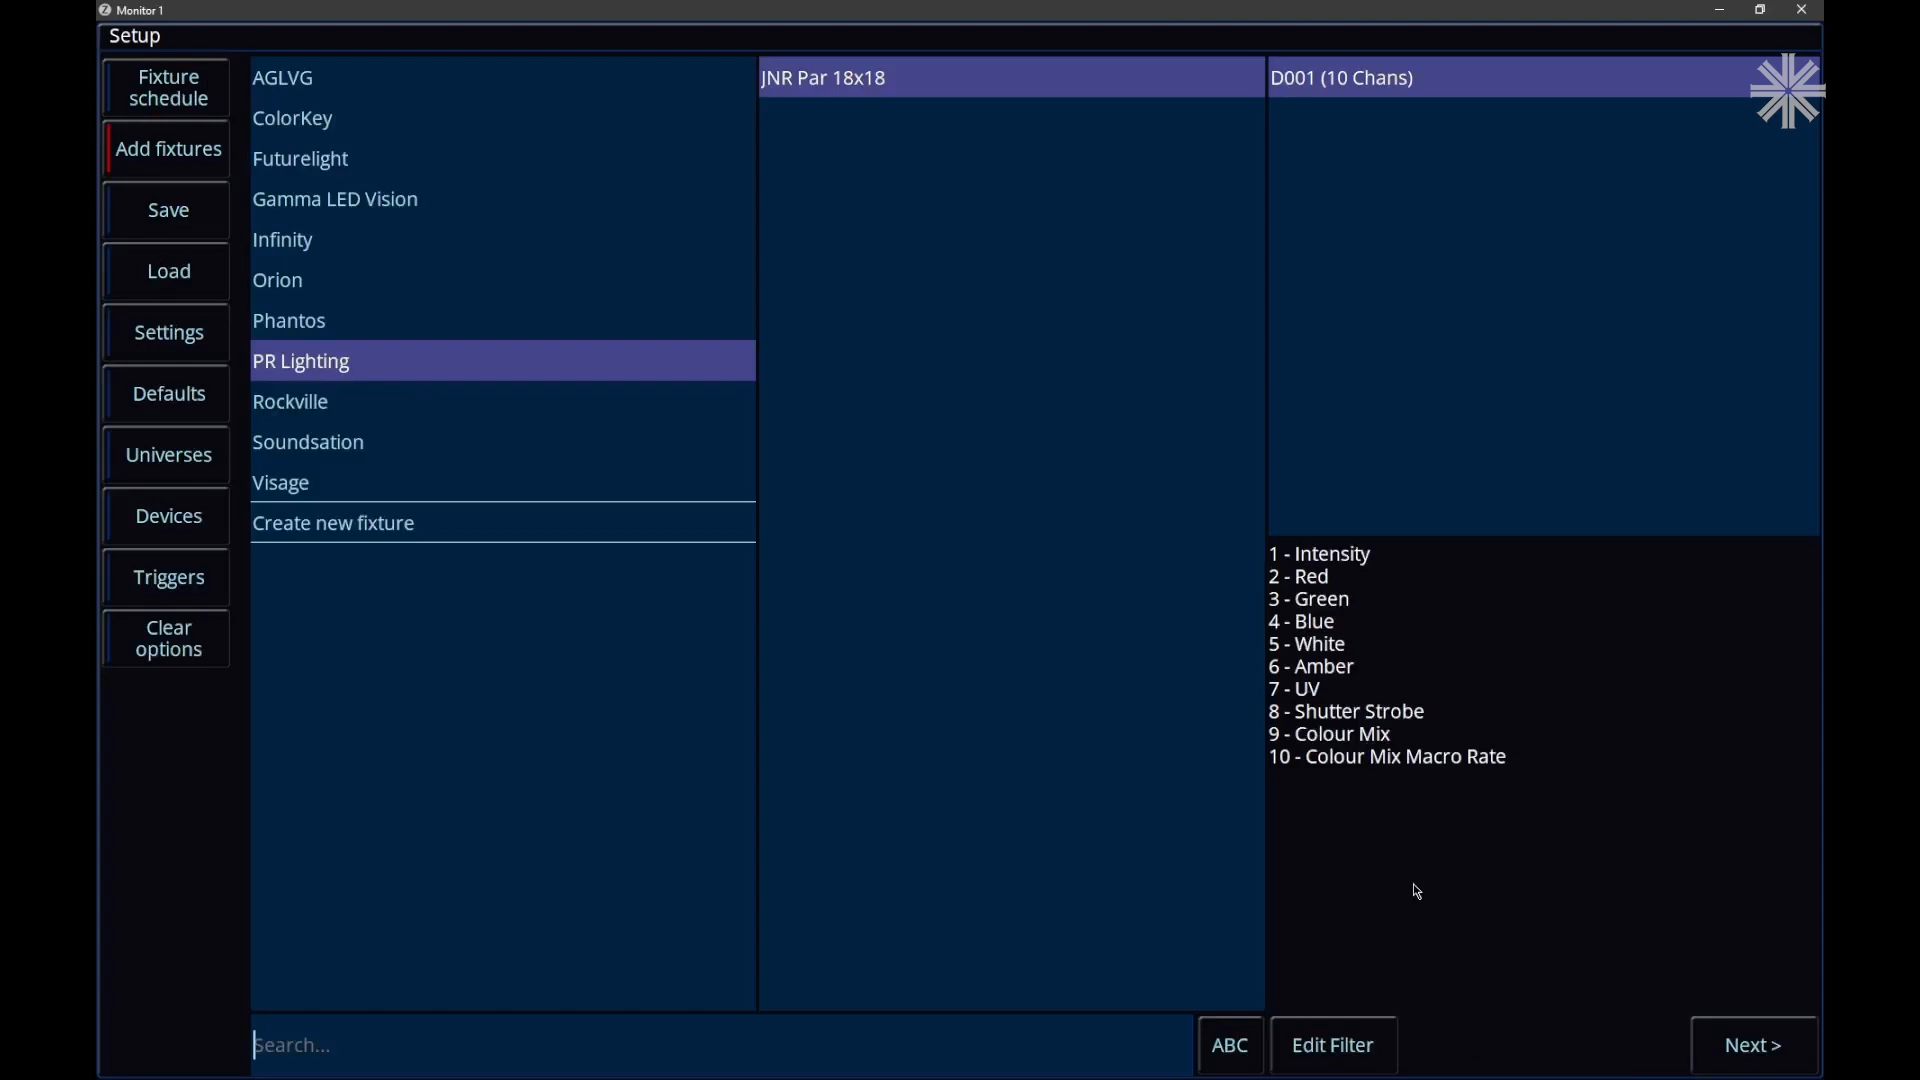 Monitor 1
Setup
Fixture
schedule
Add fixtures
Save
Load
Settings
Defaults
Universes
Devices
Triggers
Clear
options
AGLVG
ColorKey
Futurelight
Gamma LED Vision
Infinity
Orion
Phantos
PR Lighting
Rockville
Soundsation
Visage
Create new fixture
JNR Par 18x18
D001 (10 Chans)
1 - Intensity
2 - Red
3 - Green
4 - Blue
5 - White
6 - Amber
7 - UV
8 - Shutter Strobe
9 - Colour Mix
10 - Colour Mix Macro Rate
Search...
ABC
Edit Filter
Next >